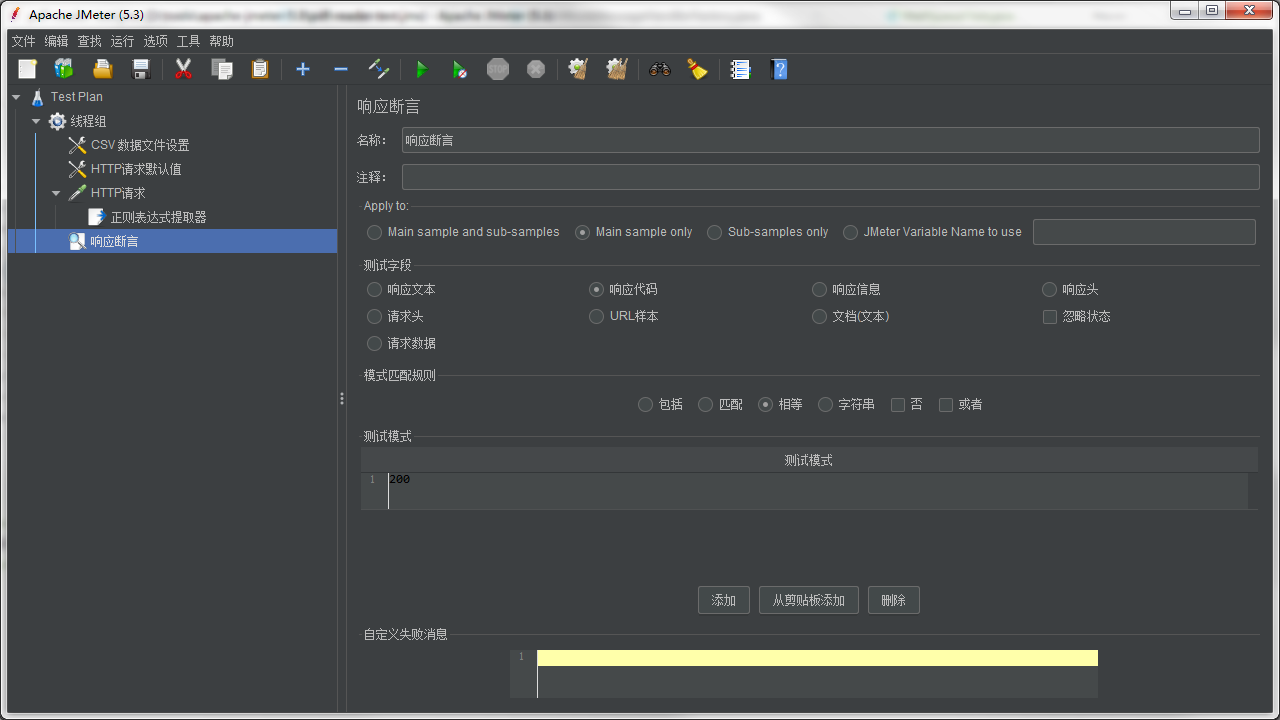 Apache JMeter (5.3)
文件 编辑 查找 运行 选项 工具 帮助
STOP
Test Plan
线程组
CSV 数据文件设置
HTTP请求默认值
HTTP请求
正则表达式提取器
响应断言
响应断言
名称： 响应断言
注释：
Apply to:
Main sample and sub-samples Main sample only Sub-samples only JMeter Variable Name to use
测试字段
响应文本 响应代码 响应信息 响应头
请求头 URL样本 文档(文本) 忽略状态
请求数据
模式匹配规则
包括 匹配 相等 字符串 否 或者
测试模式
测试模式
1 200
添加 从剪贴板添加 删除
自定义失败消息
1